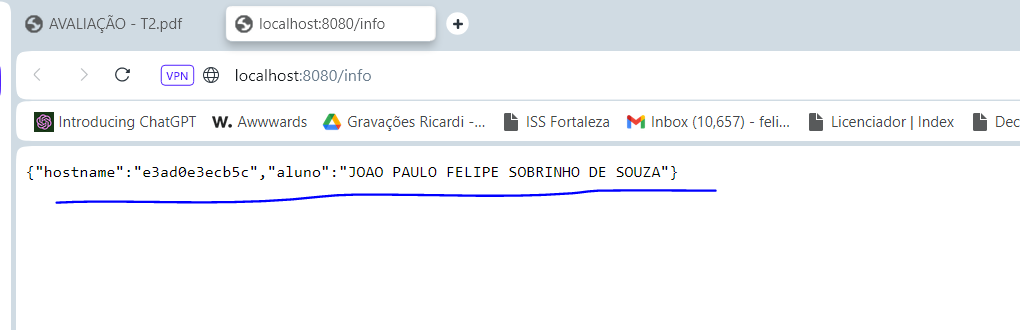 AVALIAÇÃO - T2.pdf localhost:8080/info
VPN localhost:8080/info
Introducing ChatGPT W. Awwwards Gravações Ricardi -... ISS Fortaleza Inbox (10,657) - feli... Licenciador | Index Dec
{"hostname":"e3ad0e3ecb5c","aluno":"JOAO PAULO FELIPE SOBRINHO DE SOUZA"}